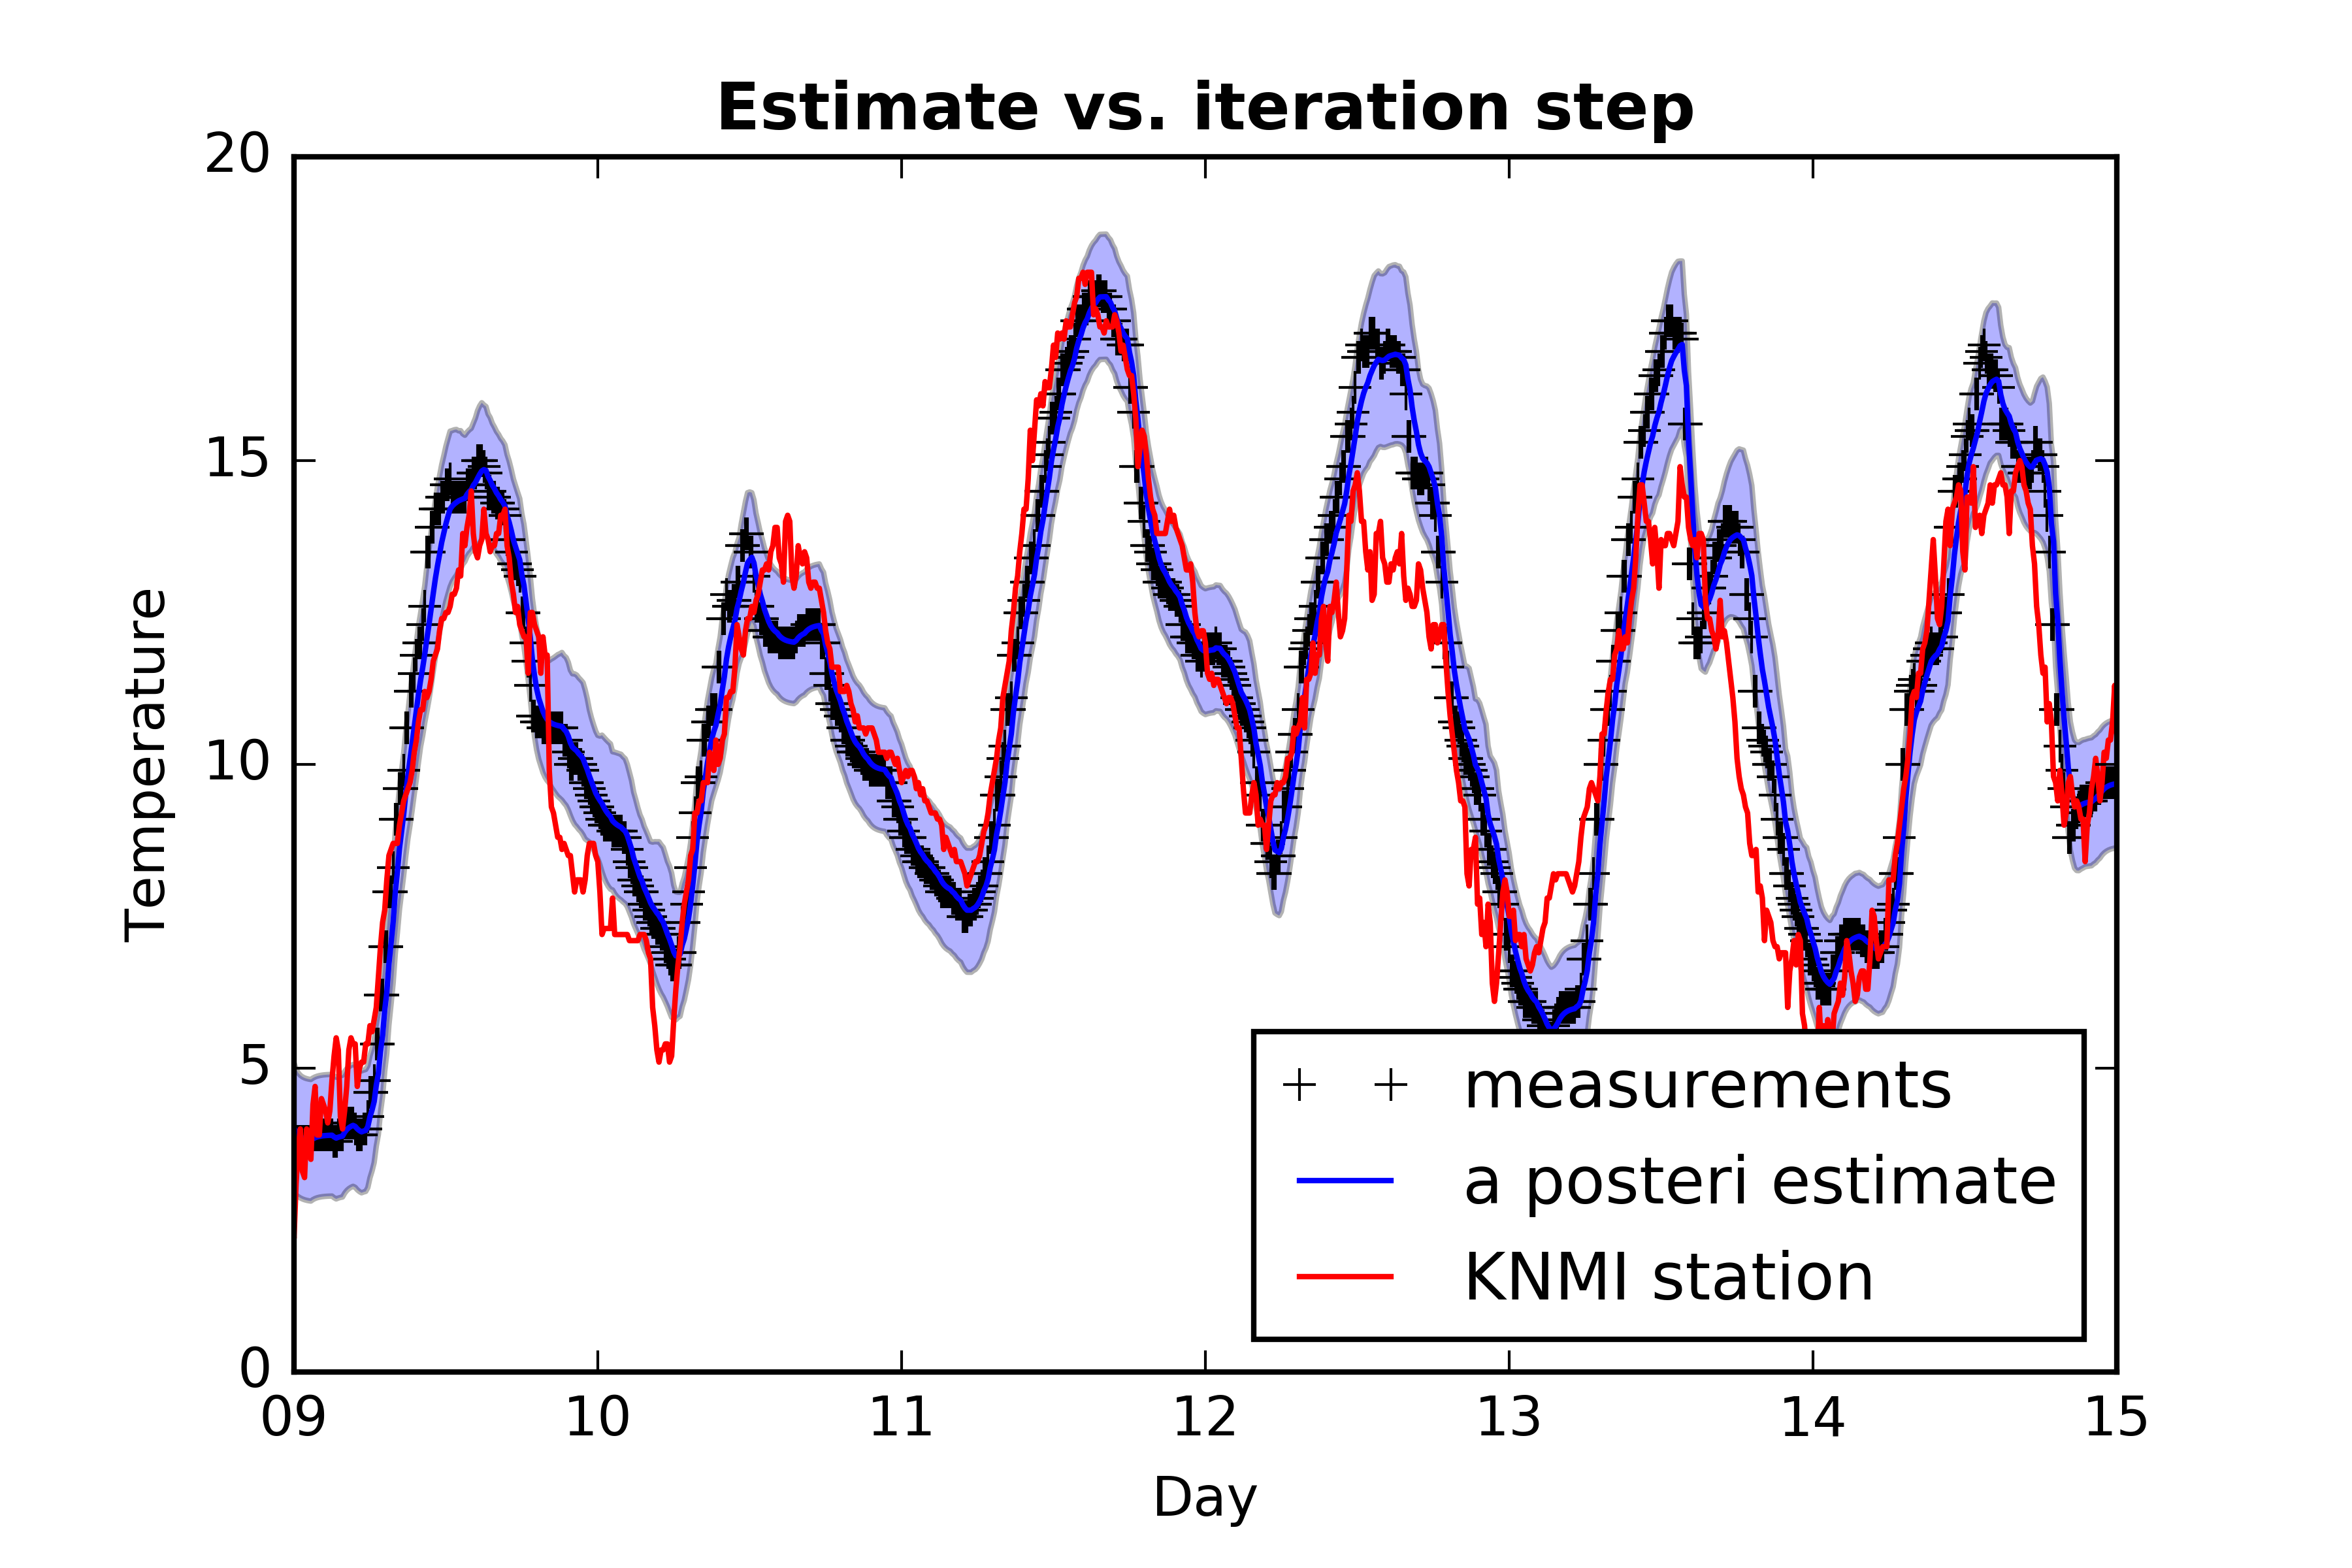 Estimate vs. iteration step
20
15
10
5
0
Temperature
09 10 11 12 13 14 15
Day
measurements
a posteri estimate
KNMI station